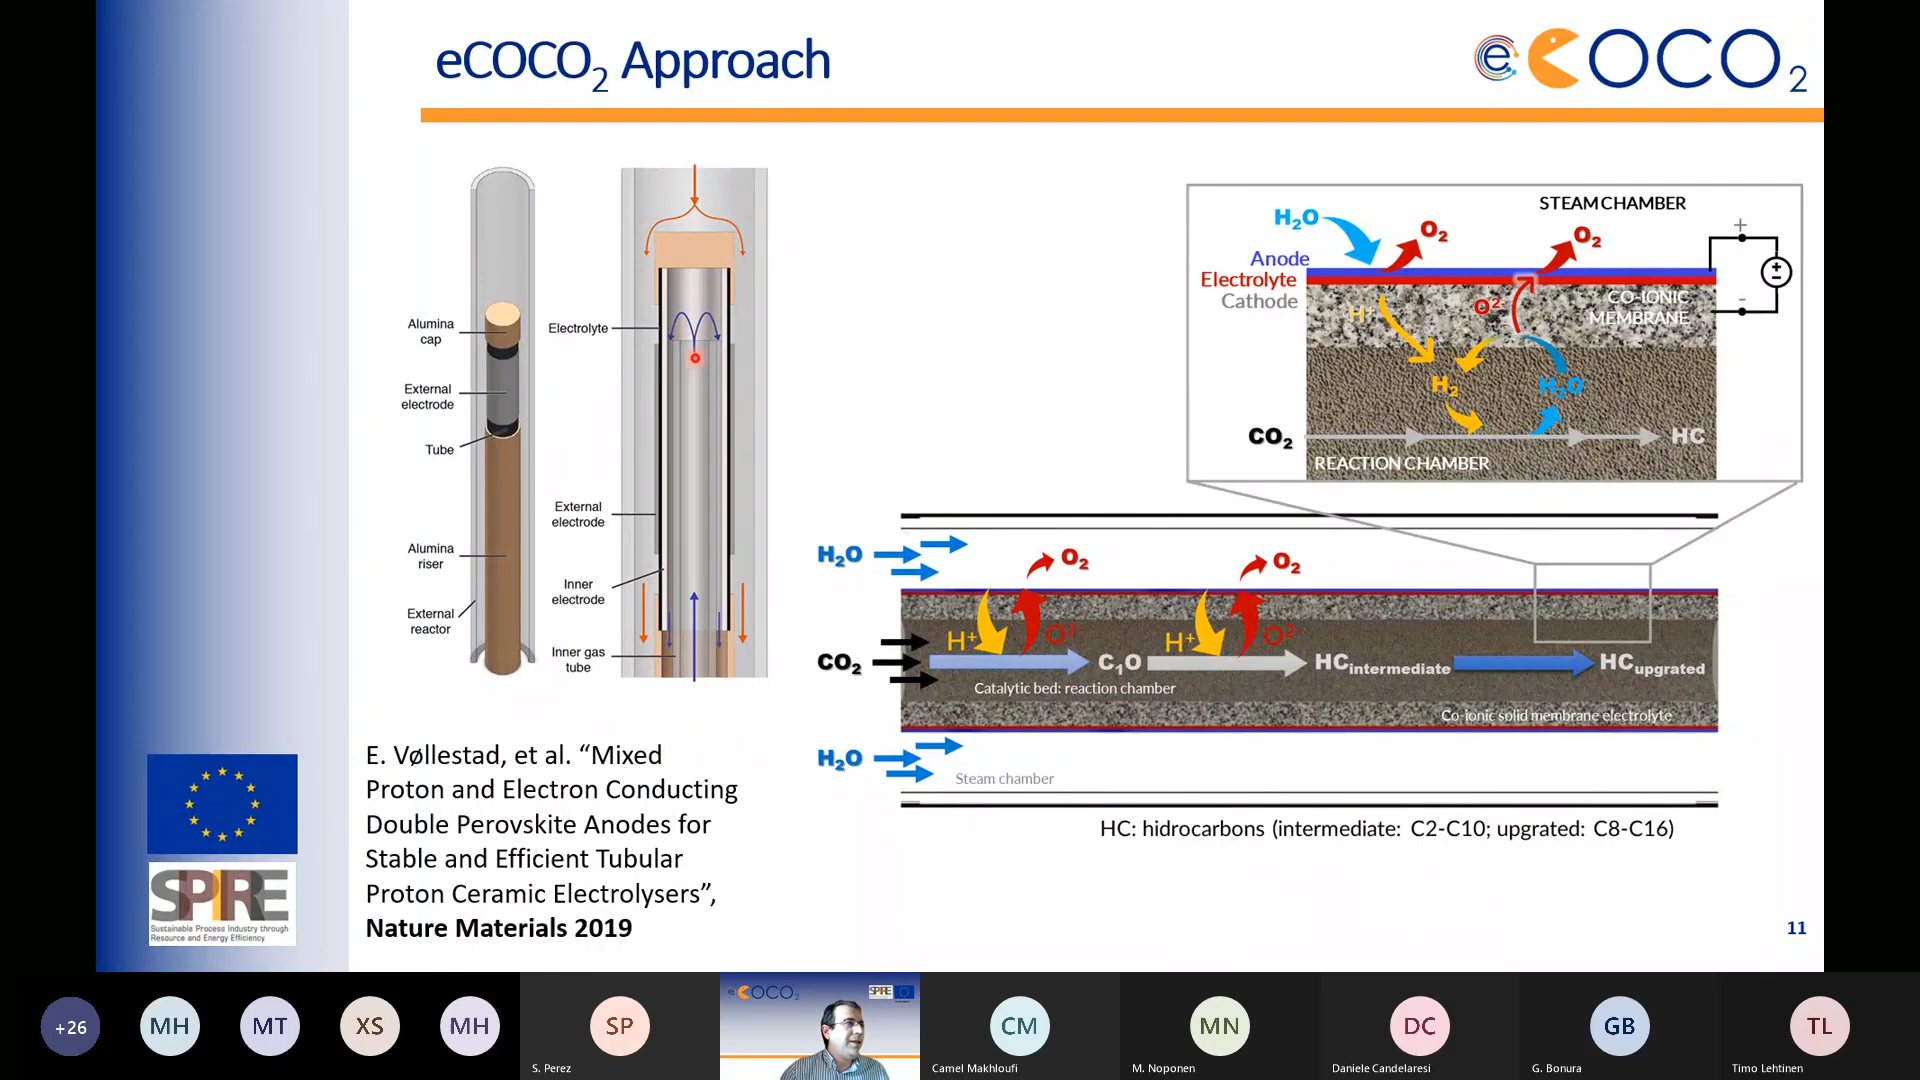 eCOCO₂ Approach
eCOCO₂
Alumina
cap
External
electrode
Tube
Alumina
riser
External
reactor
Electrolyte
External
electrode
Inner
electrode
Inner gas
tube
STEAM CHAMBER
H₂O
O₂
O₂
+
Anode
Electrolyte
Cathode
CO-IONIC
MEMBRANE
-
H⁺
O²⁻
H₂
H₂O
CO₂
HC
REACTION CHAMBER
H₂O
O₂
O₂
H⁺
O²⁻
H⁺
O²⁻
CO₂
C₁O
HCintermediate
HCupgrated
Catalytic bed: reaction chamber
Co-ionic solid membrane electrolyte
H₂O
Steam chamber
HC: hidrocarbons (intermediate: C2-C10; upgrated: C8-C16)
E. Vøllestad, et al. “Mixed
Proton and Electron Conducting
Double Perovskite Anodes for
Stable and Efficient Tubular
Proton Ceramic Electrolysers”,
Nature Materials 2019
SPIRE
Sustainable Process Industry through
Resource and Energy Efficiency
11
+26
MH
MT
XS
MH
SP
S. Perez
eCOCO₂
SPIRE
CM
Camel Makhloufi
MN
M. Noponen
DC
Daniele Candelaresi
GB
G. Bonura
TL
Timo Lehtinen